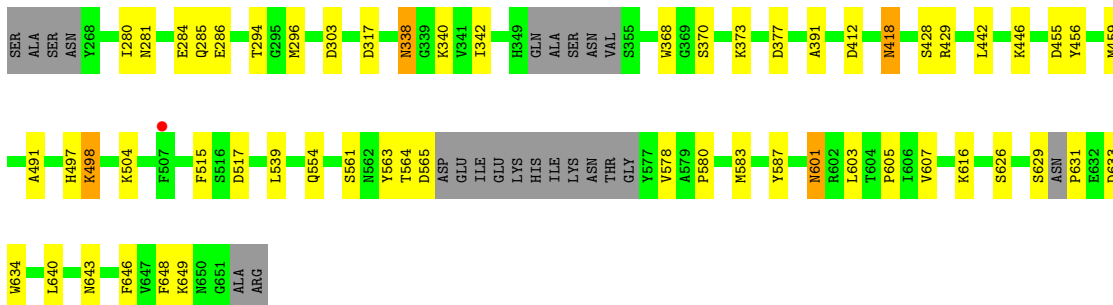 SER ALA SER ASN Y268 I280 N281 E284 Q285 E286 T294 G295 M296 D303 D317 N338 G339 K340 V341 I342 H349 GLN ALA SER ASN VAL S355 W368 G369 S370 K373 D377 A391 D412 N418 S428 R429 L442 K446 D455 Y456 M459
A491 H497 K498 K504 F507 F515 S516 D517 L539 Q554 S561 N562 Y563 T564 D565 ASP GLU ILE GLU LYS HIS ILE LYS ASN THR GLY Y577 V578 A579 P580 M583 Y587 N601 R602 L603 T604 P605 I606 V607 K616 S626 S629 ASN P631 E632 D633
W634 L640 N643 F646 V647 F648 K649 N650 G651 ALA ARG